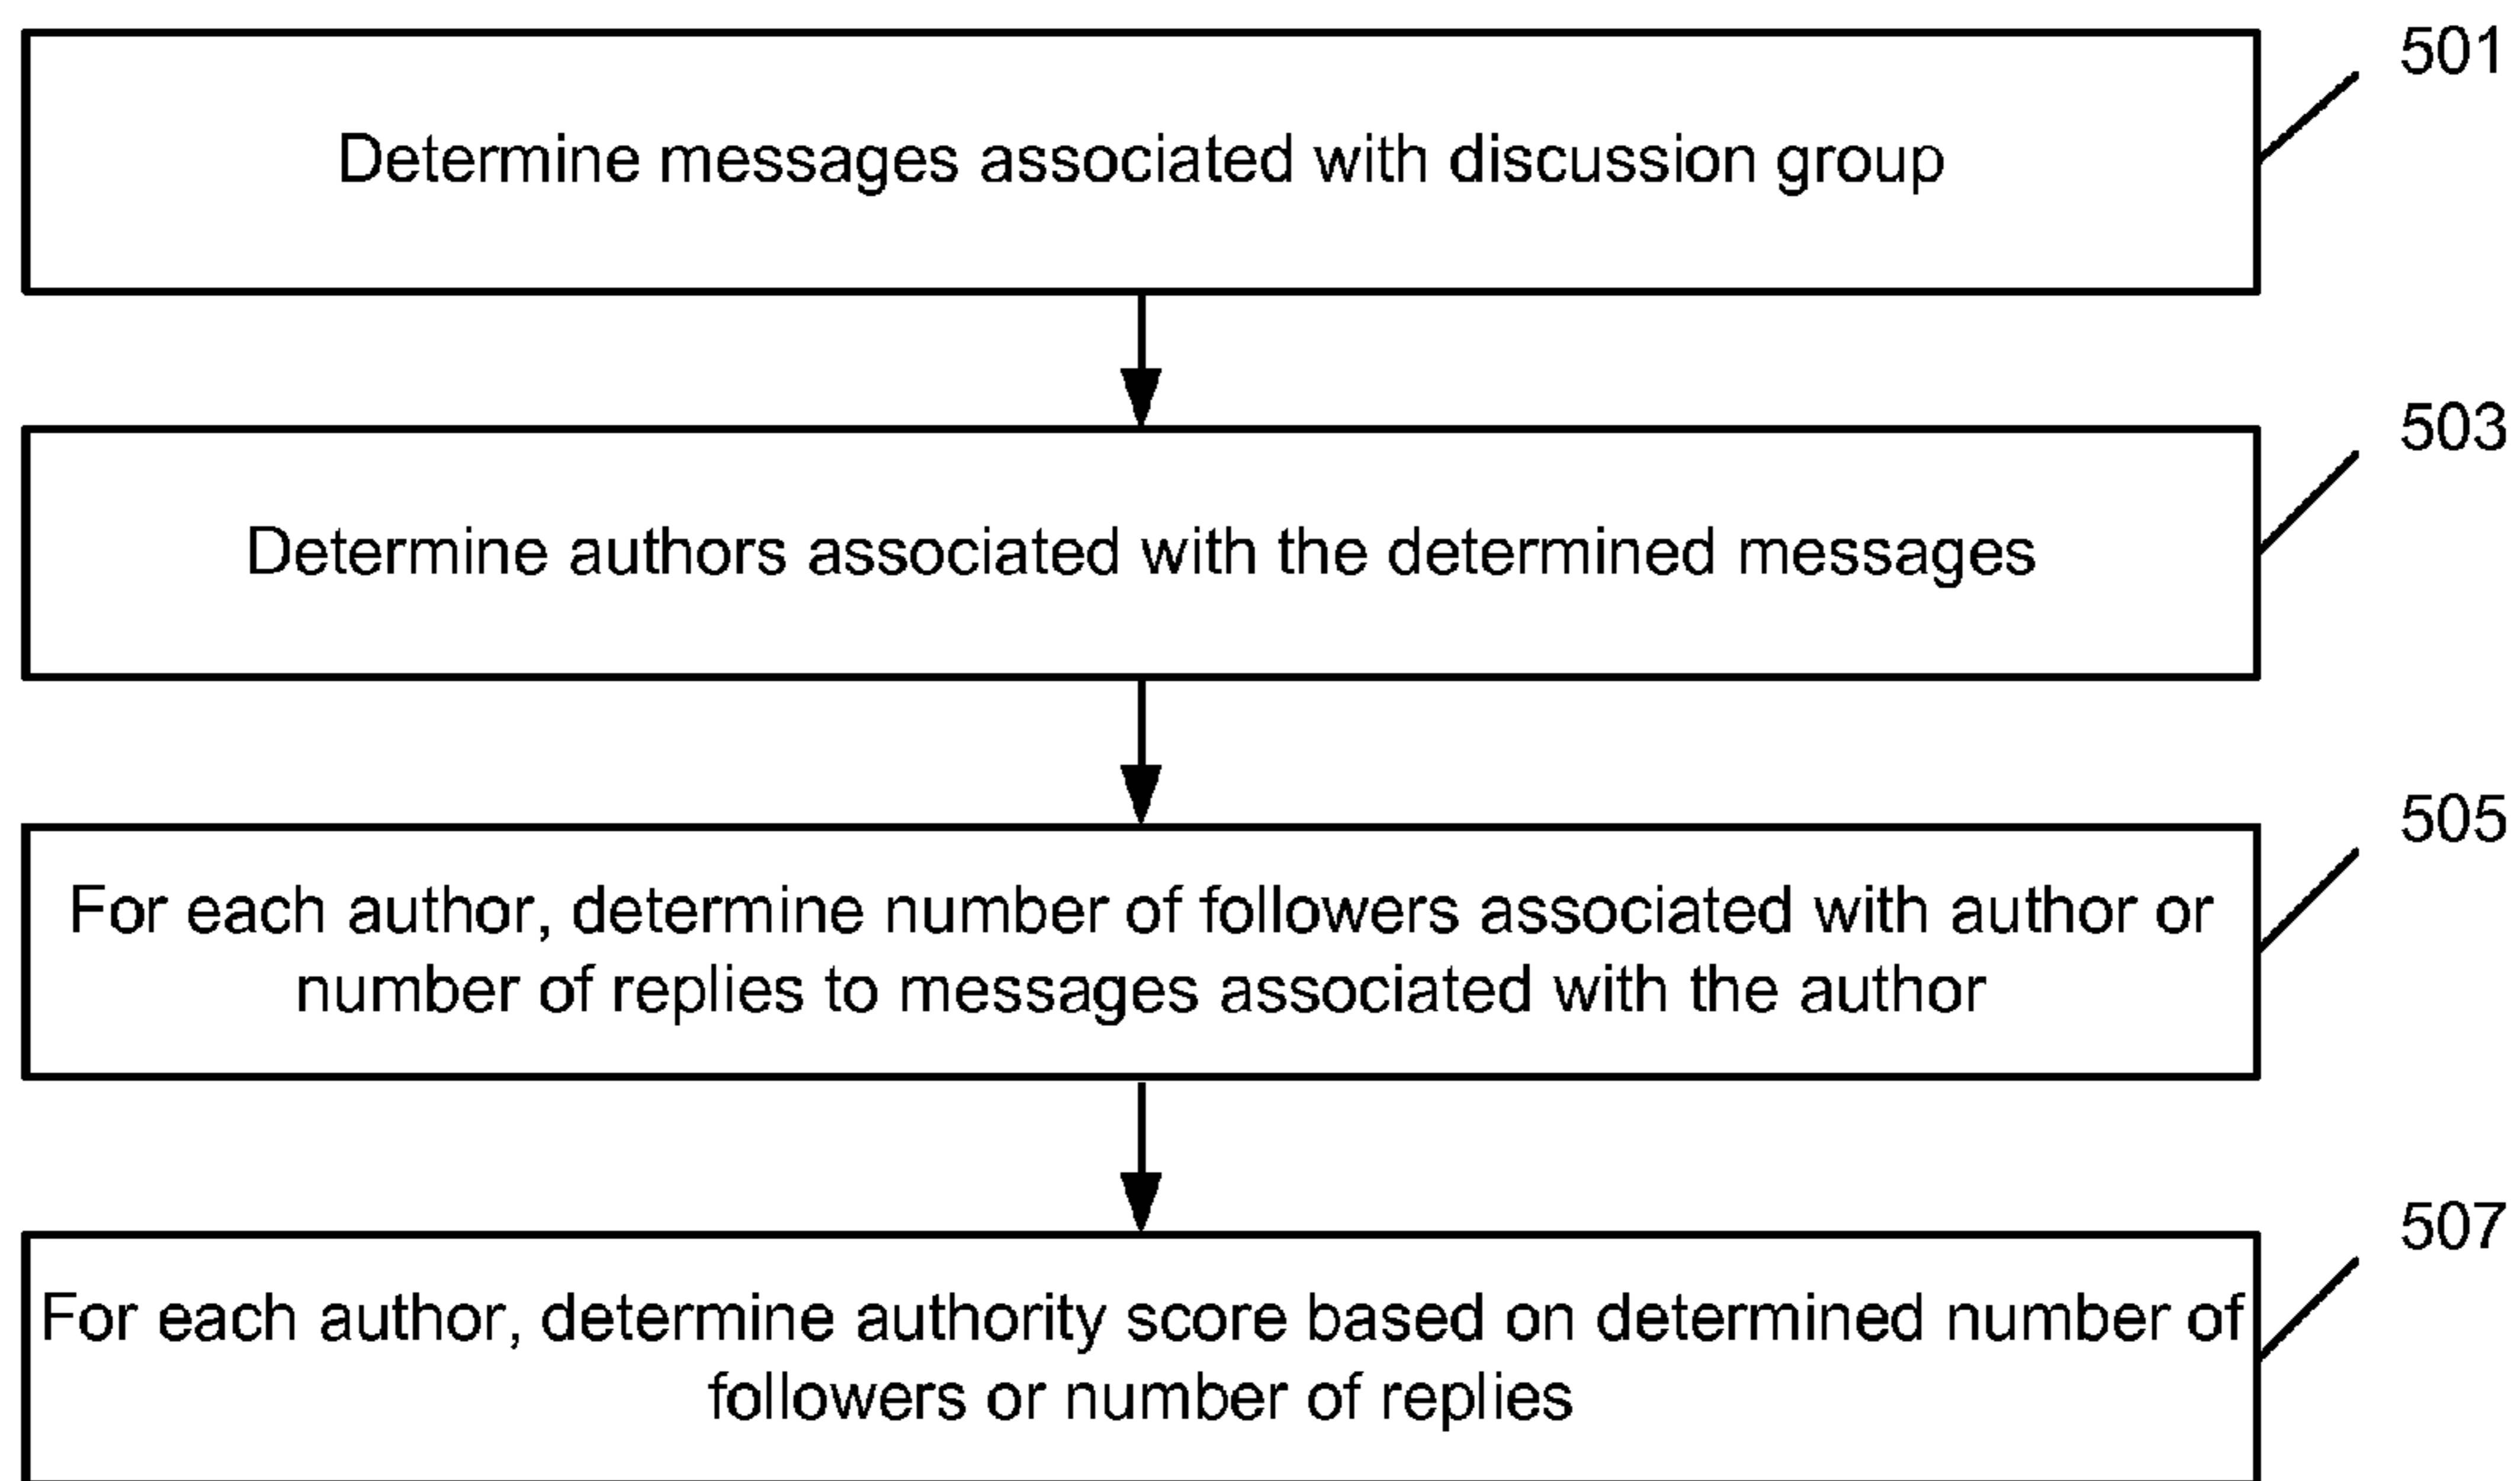 501
Determine messages associated with discussion group
503
Determine authors associated with the determined messages
505
For each author, determine number of followers associated with author or
number of replies to messages associated with the author
507
For each author, determine authority score based on determined number of
followers or number of replies